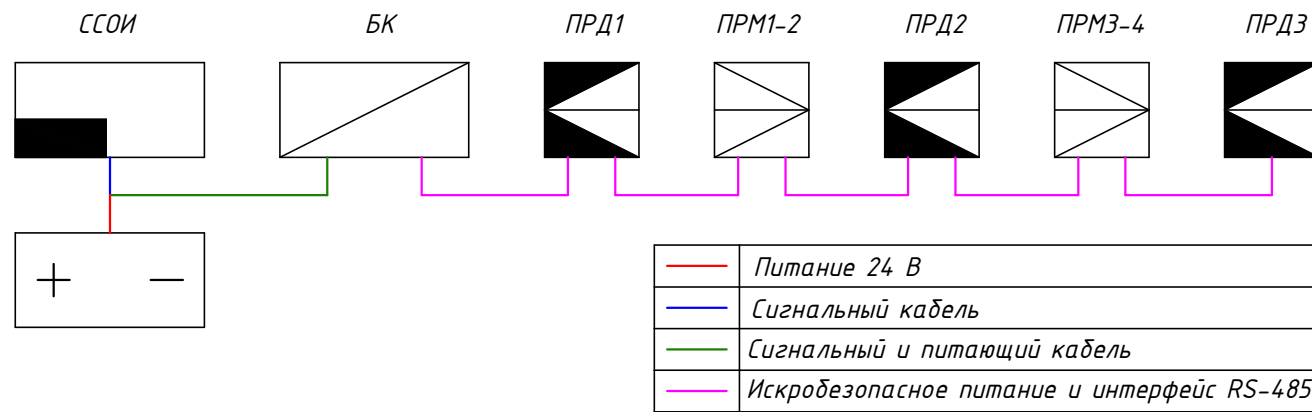 ССОИ БК ПРД1 ПРМ1-2 ПРД2 ПРМ3-4 ПРД3
+ −
Питание 24 В
Сигнальный кабель
Сигнальный и питающий кабель
Искробезопасное питание и интерфейс RS-485